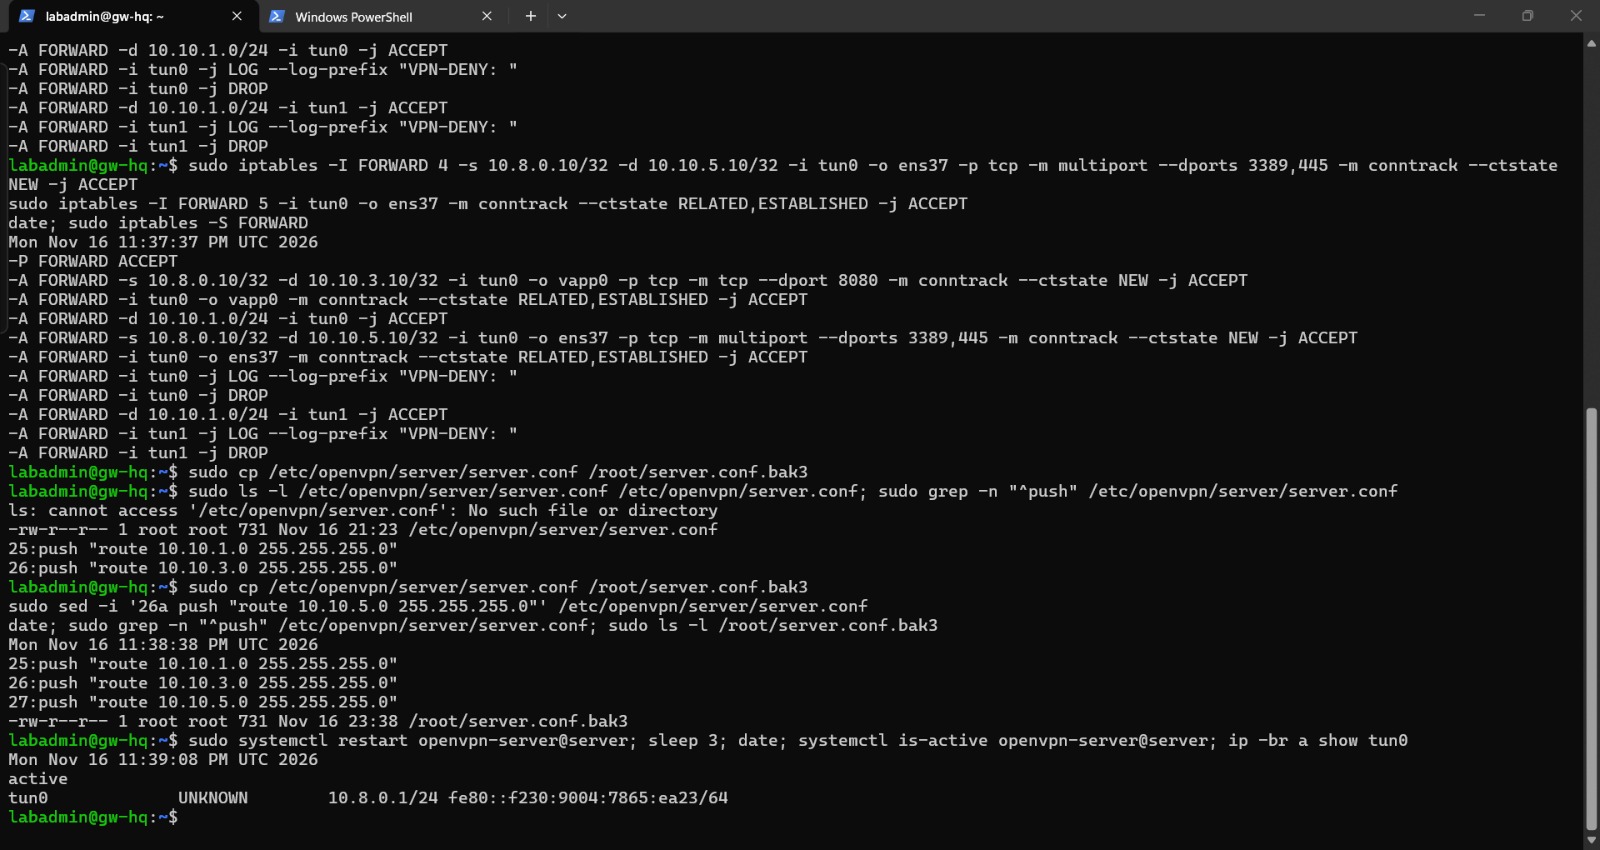 labadmin@gw-hq: ~
Windows PowerShell
-A FORWARD -d 10.10.1.0/24 -i tun0 -j ACCEPT
-A FORWARD -i tun0 -j LOG --log-prefix "VPN-DENY: "
-A FORWARD -i tun0 -j DROP
-A FORWARD -d 10.10.1.0/24 -i tun1 -j ACCEPT
-A FORWARD -i tun1 -j LOG --log-prefix "VPN-DENY: "
-A FORWARD -i tun1 -j DROP
labadmin@gw-hq:~$ sudo iptables -I FORWARD 4 -s 10.8.0.10/32 -d 10.10.5.10/32 -i tun0 -o ens37 -p tcp -m multiport --dports 3389,445 -m conntrack --ctstate
NEW -j ACCEPT
sudo iptables -I FORWARD 5 -i tun0 -o ens37 -m conntrack --ctstate RELATED,ESTABLISHED -j ACCEPT
date; sudo iptables -S FORWARD
Mon Nov 16 11:37:37 PM UTC 2026
-P FORWARD ACCEPT
-A FORWARD -s 10.8.0.10/32 -d 10.10.3.10/32 -i tun0 -o vapp0 -p tcp -m tcp --dport 8080 -m conntrack --ctstate NEW -j ACCEPT
-A FORWARD -i tun0 -o vapp0 -m conntrack --ctstate RELATED,ESTABLISHED -j ACCEPT
-A FORWARD -d 10.10.1.0/24 -i tun0 -j ACCEPT
-A FORWARD -s 10.8.0.10/32 -d 10.10.5.10/32 -i tun0 -o ens37 -p tcp -m multiport --dports 3389,445 -m conntrack --ctstate NEW -j ACCEPT
-A FORWARD -i tun0 -o ens37 -m conntrack --ctstate RELATED,ESTABLISHED -j ACCEPT
-A FORWARD -i tun0 -j LOG --log-prefix "VPN-DENY: "
-A FORWARD -i tun0 -j DROP
-A FORWARD -d 10.10.1.0/24 -i tun1 -j ACCEPT
-A FORWARD -i tun1 -j LOG --log-prefix "VPN-DENY: "
-A FORWARD -i tun1 -j DROP
labadmin@gw-hq:~$ sudo cp /etc/openvpn/server/server.conf /root/server.conf.bak3
labadmin@gw-hq:~$ sudo ls -l /etc/openvpn/server/server.conf /etc/openvpn/server.conf; sudo grep -n "^push" /etc/openvpn/server/server.conf
ls: cannot access '/etc/openvpn/server.conf': No such file or directory
-rw-r--r-- 1 root root 731 Nov 16 21:23 /etc/openvpn/server/server.conf
25:push "route 10.10.1.0 255.255.255.0"
26:push "route 10.10.3.0 255.255.255.0"
labadmin@gw-hq:~$ sudo cp /etc/openvpn/server/server.conf /root/server.conf.bak3
sudo sed -i '26a push "route 10.10.5.0 255.255.255.0"' /etc/openvpn/server/server.conf
date; sudo grep -n "^push" /etc/openvpn/server/server.conf; sudo ls -l /root/server.conf.bak3
Mon Nov 16 11:38:38 PM UTC 2026
25:push "route 10.10.1.0 255.255.255.0"
26:push "route 10.10.3.0 255.255.255.0"
27:push "route 10.10.5.0 255.255.255.0"
-rw-r--r-- 1 root root 731 Nov 16 23:38 /root/server.conf.bak3
labadmin@gw-hq:~$ sudo systemctl restart openvpn-server@server; sleep 3; date; systemctl is-active openvpn-server@server; ip -br a show tun0
Mon Nov 16 11:39:08 PM UTC 2026
active
tun0             UNKNOWN        10.8.0.1/24 fe80::f230:9004:7865:ea23/64
labadmin@gw-hq:~$